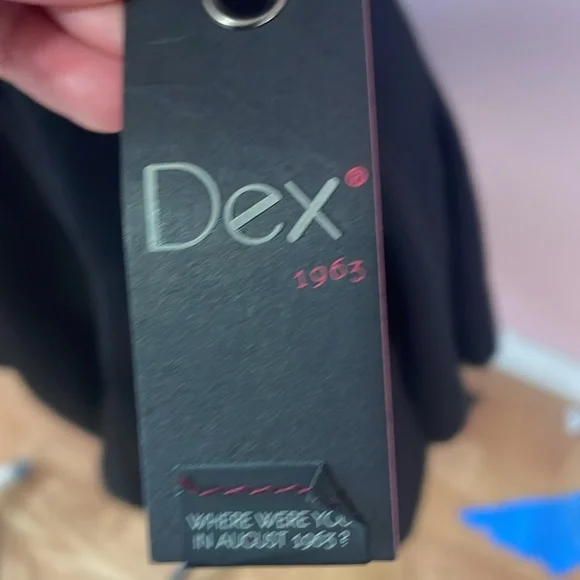 Dex®
1963
WHERE WERE YOU
IN AUGUST 1963?